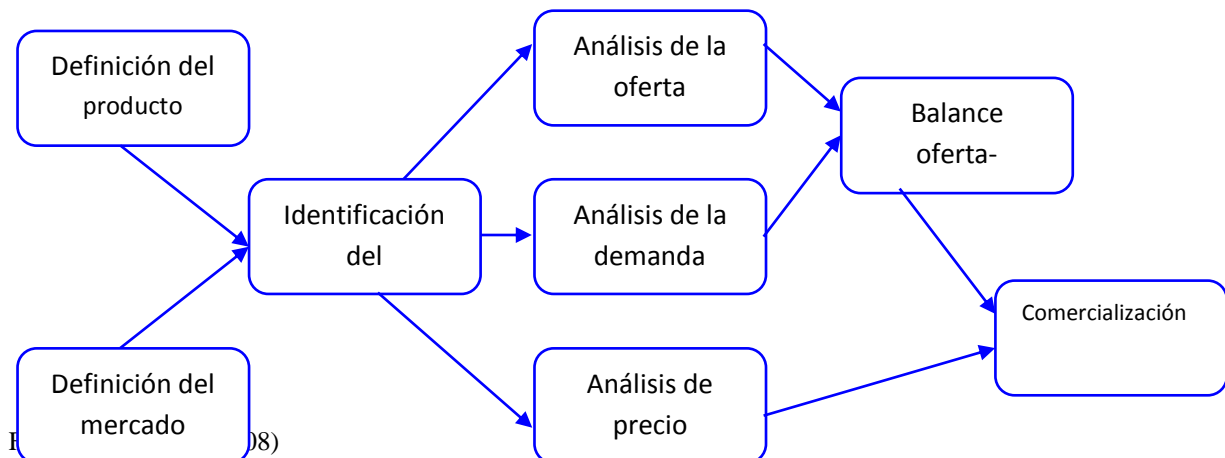 Definición del
producto
Análisis de la
oferta
Balance
oferta-
Identificación
del
Análisis de la
demanda
Comercialización
Definición del
mercado
Análisis de
precio
08)